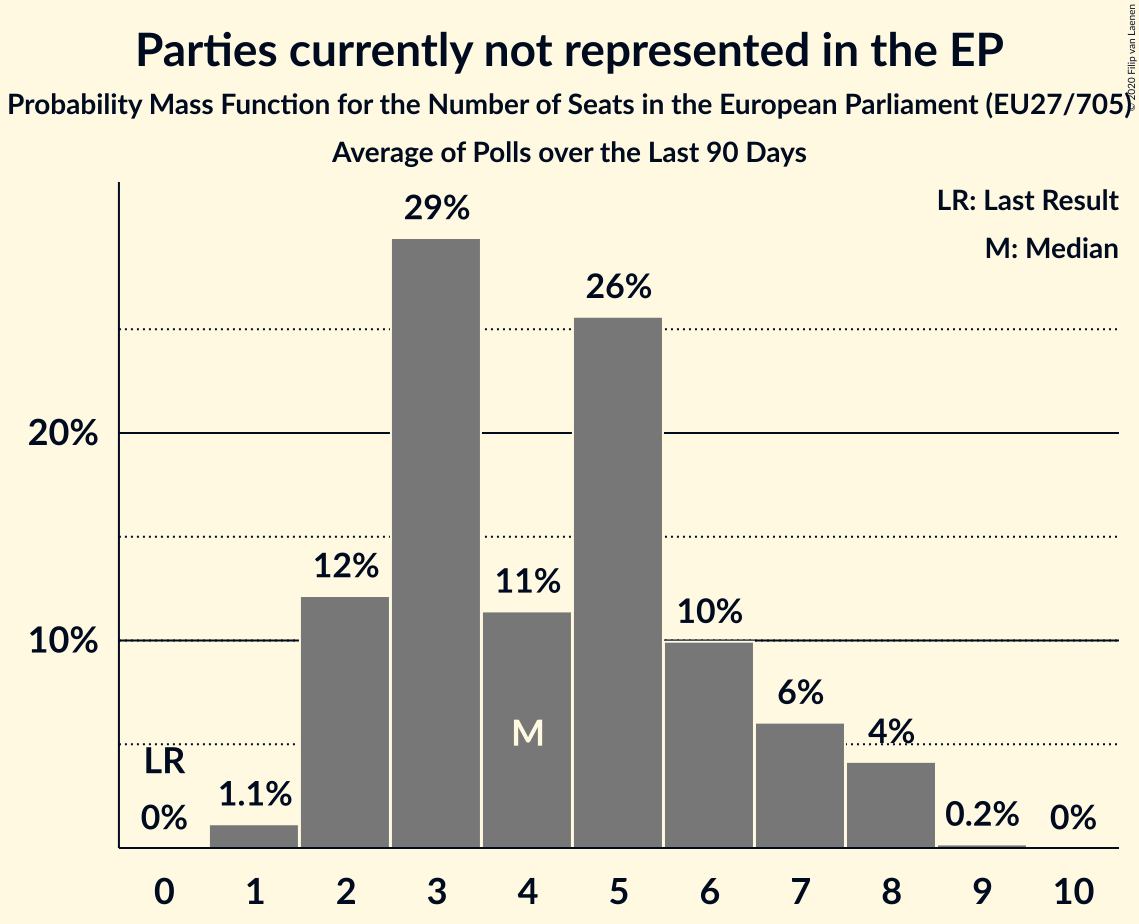 Parties currently not represented in the EP
Probability Mass Function for the Number of Seats in the European Parliament (EU27/705)
Average of Polls over the Last 90 Days
© 2020 Filip van Laenen
LR: Last Result
M: Median
29%
26%
20%
12%
11%
10%
10%
6%
4%
M
LR
1.1%
0%
0.2%
0%
0 1 2 3 4 5 6 7 8 9 10